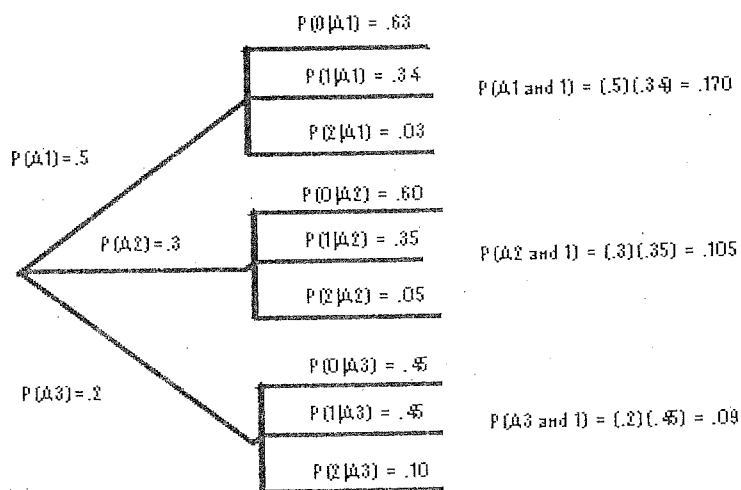 P(0|A1) = .63
P(1|A1) = .34
P(A1 and 1) = (.5)(.34) = .170
P(2|A1) = .03
P(A1) = .5
P(0|A2) = .60
P(A2) = .3
P(1|A2) = .35
P(A2 and 1) = (.3)(.35) = .105
P(2|A2) = .05
P(0|A3) = .45
P(A3) = .2
P(1|A3) = .45
P(A3 and 1) = (.2)(.45) = .09
P(2|A3) = .10